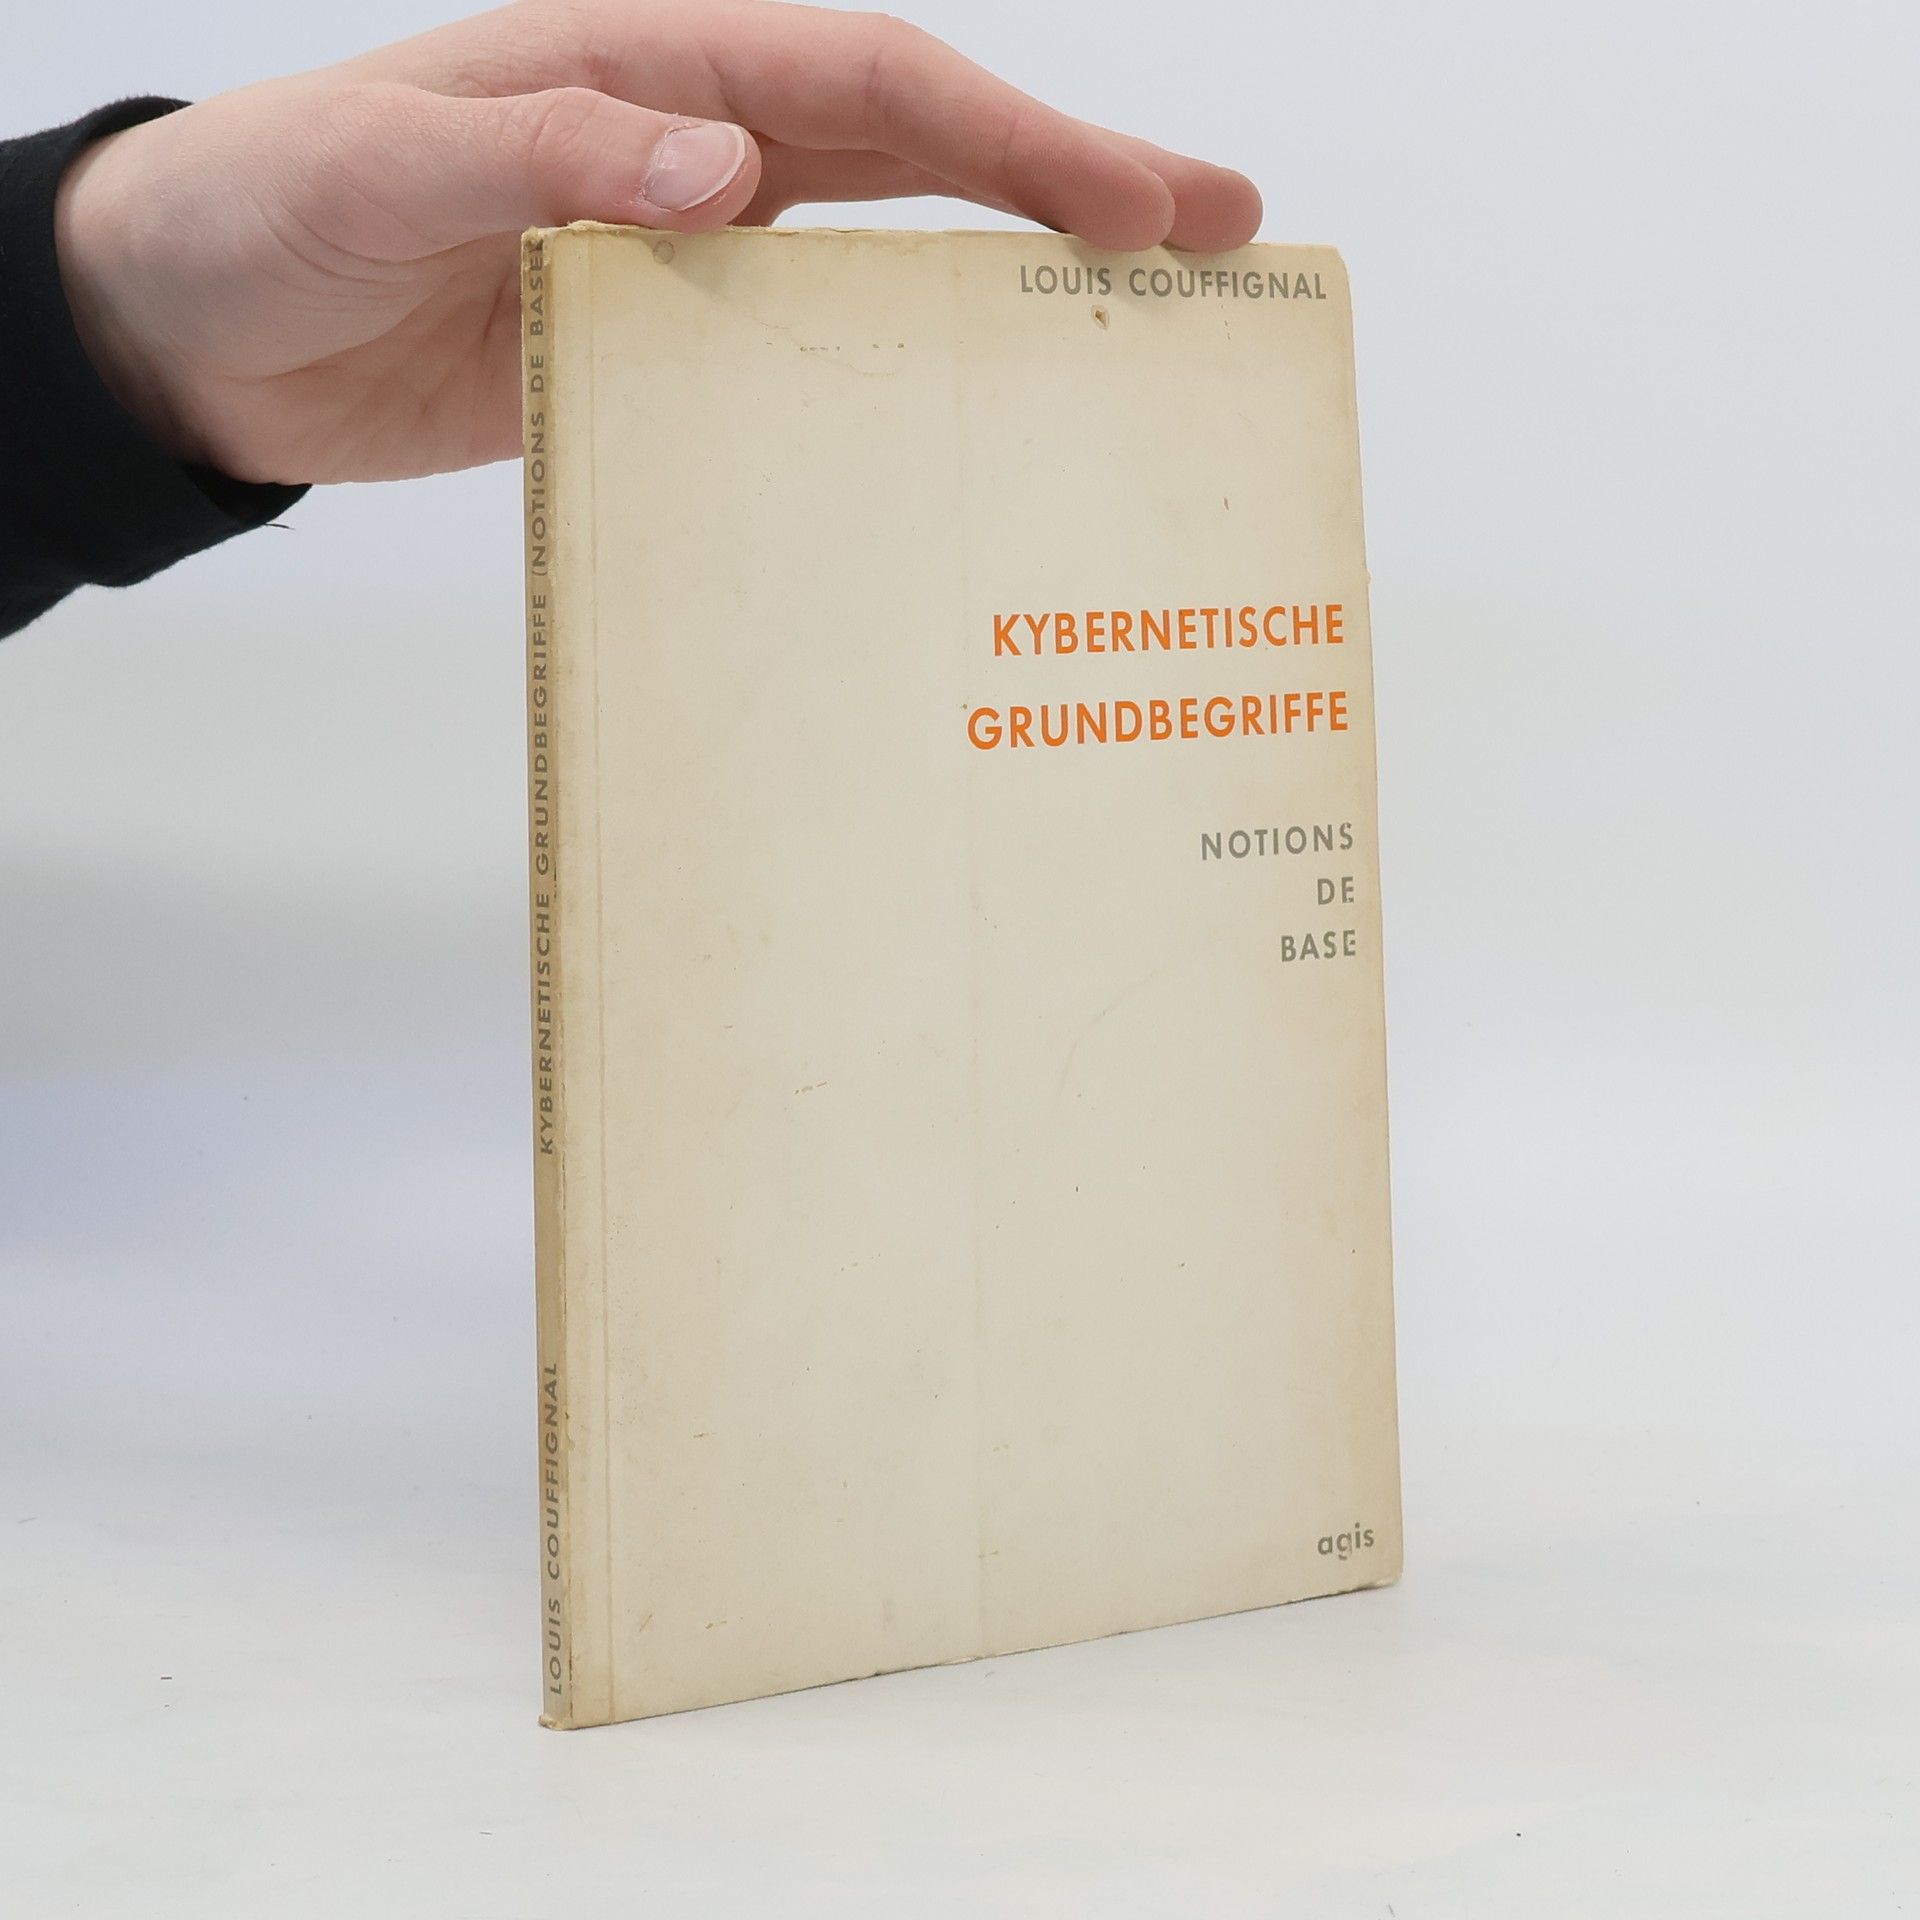 LOUIS COUFFIGNAL
KYBERNETISCHE
GRUNDBEGRIFFE
NOTIONS
DE
BASE
agis
LOUIS COUFFIGNAL KYBERNETISCHE GRUNDBEGRIFFE (NOTIONS DE BASE)